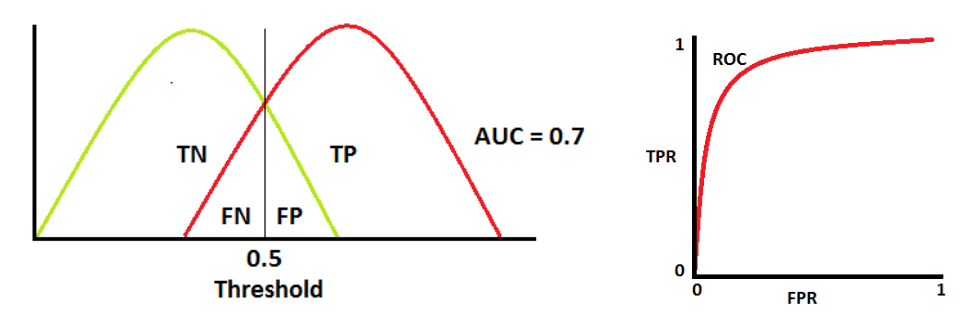 TN
TP
FN
FP
AUC = 0.7
0.5
Threshold
1
ROC
TPR
0
0
FPR
1